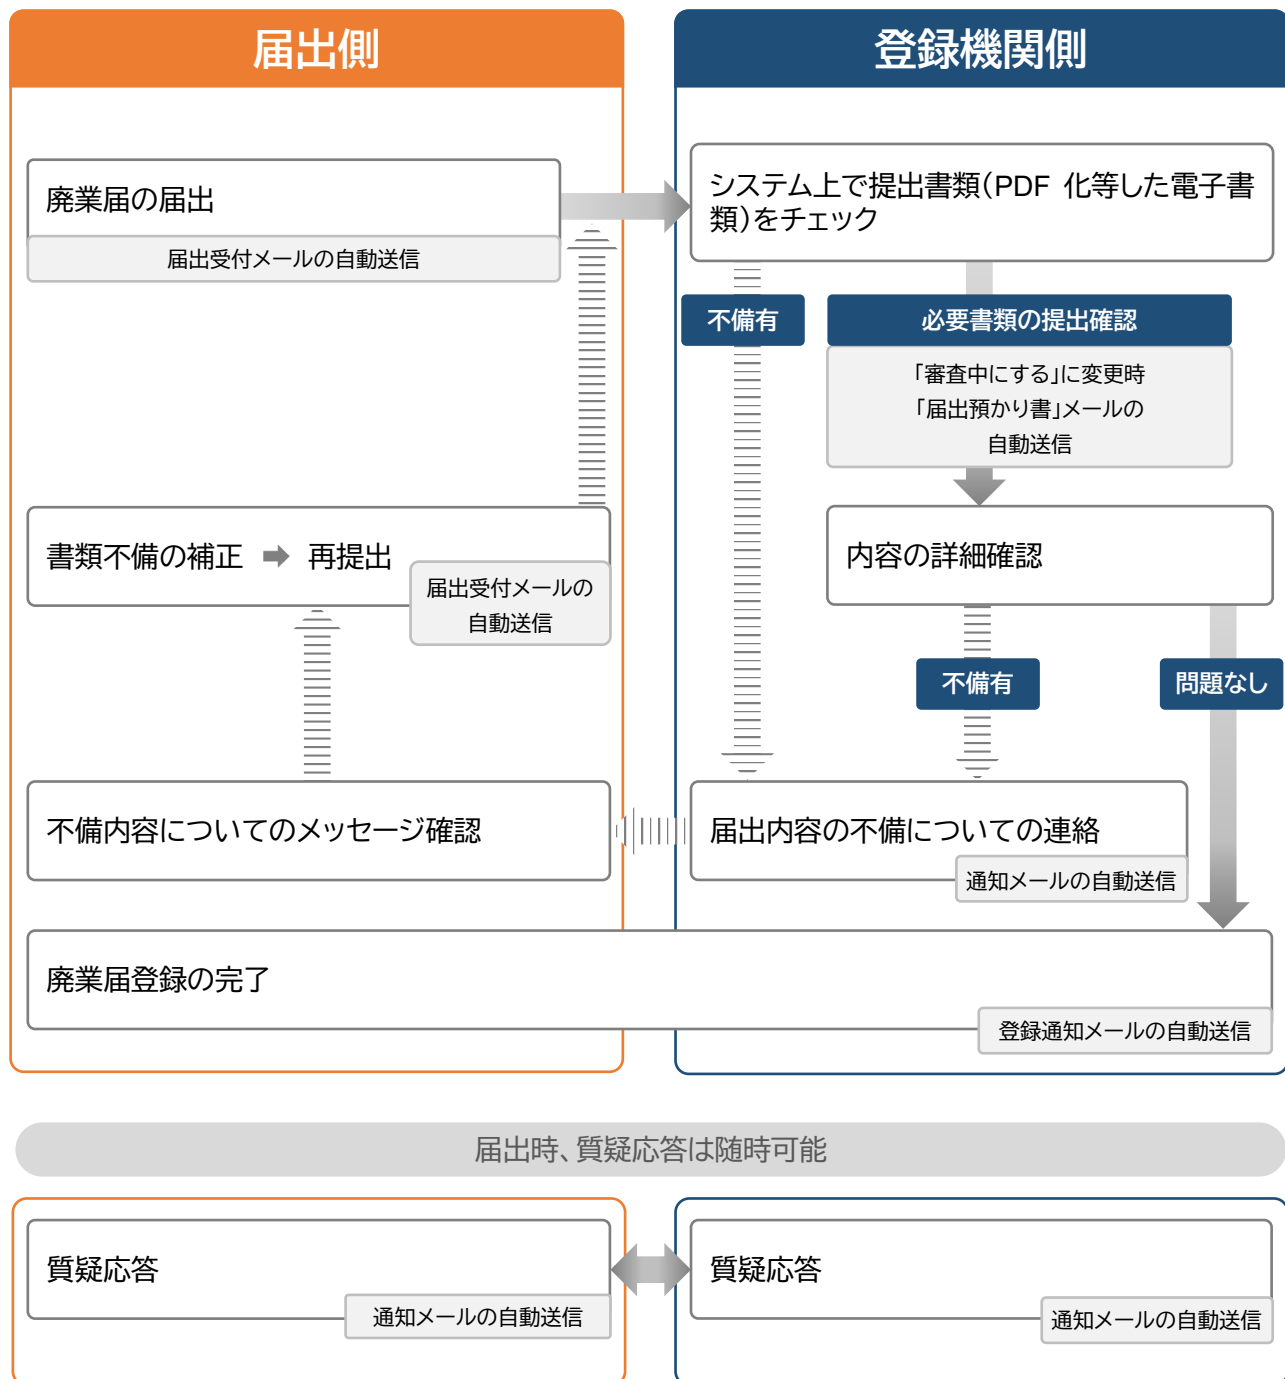 届出側
登録機関側
廃業届の届出
届出受付メールの自動送信
システム上で提出書類(PDF 化等した電子書
類)をチェック
不備有
必要書類の提出確認
「審査中にする」に変更時
「届出預かり書」メールの
自動送信
書類不備の補正 ➡ 再提出
届出受付メールの
自動送信
内容の詳細確認
不備有
問題なし
不備内容についてのメッセージ確認
届出内容の不備についての連絡
通知メールの自動送信
廃業届登録の完了
登録通知メールの自動送信
届出時、質疑応答は随時可能
質疑応答
通知メールの自動送信
質疑応答
通知メールの自動送信